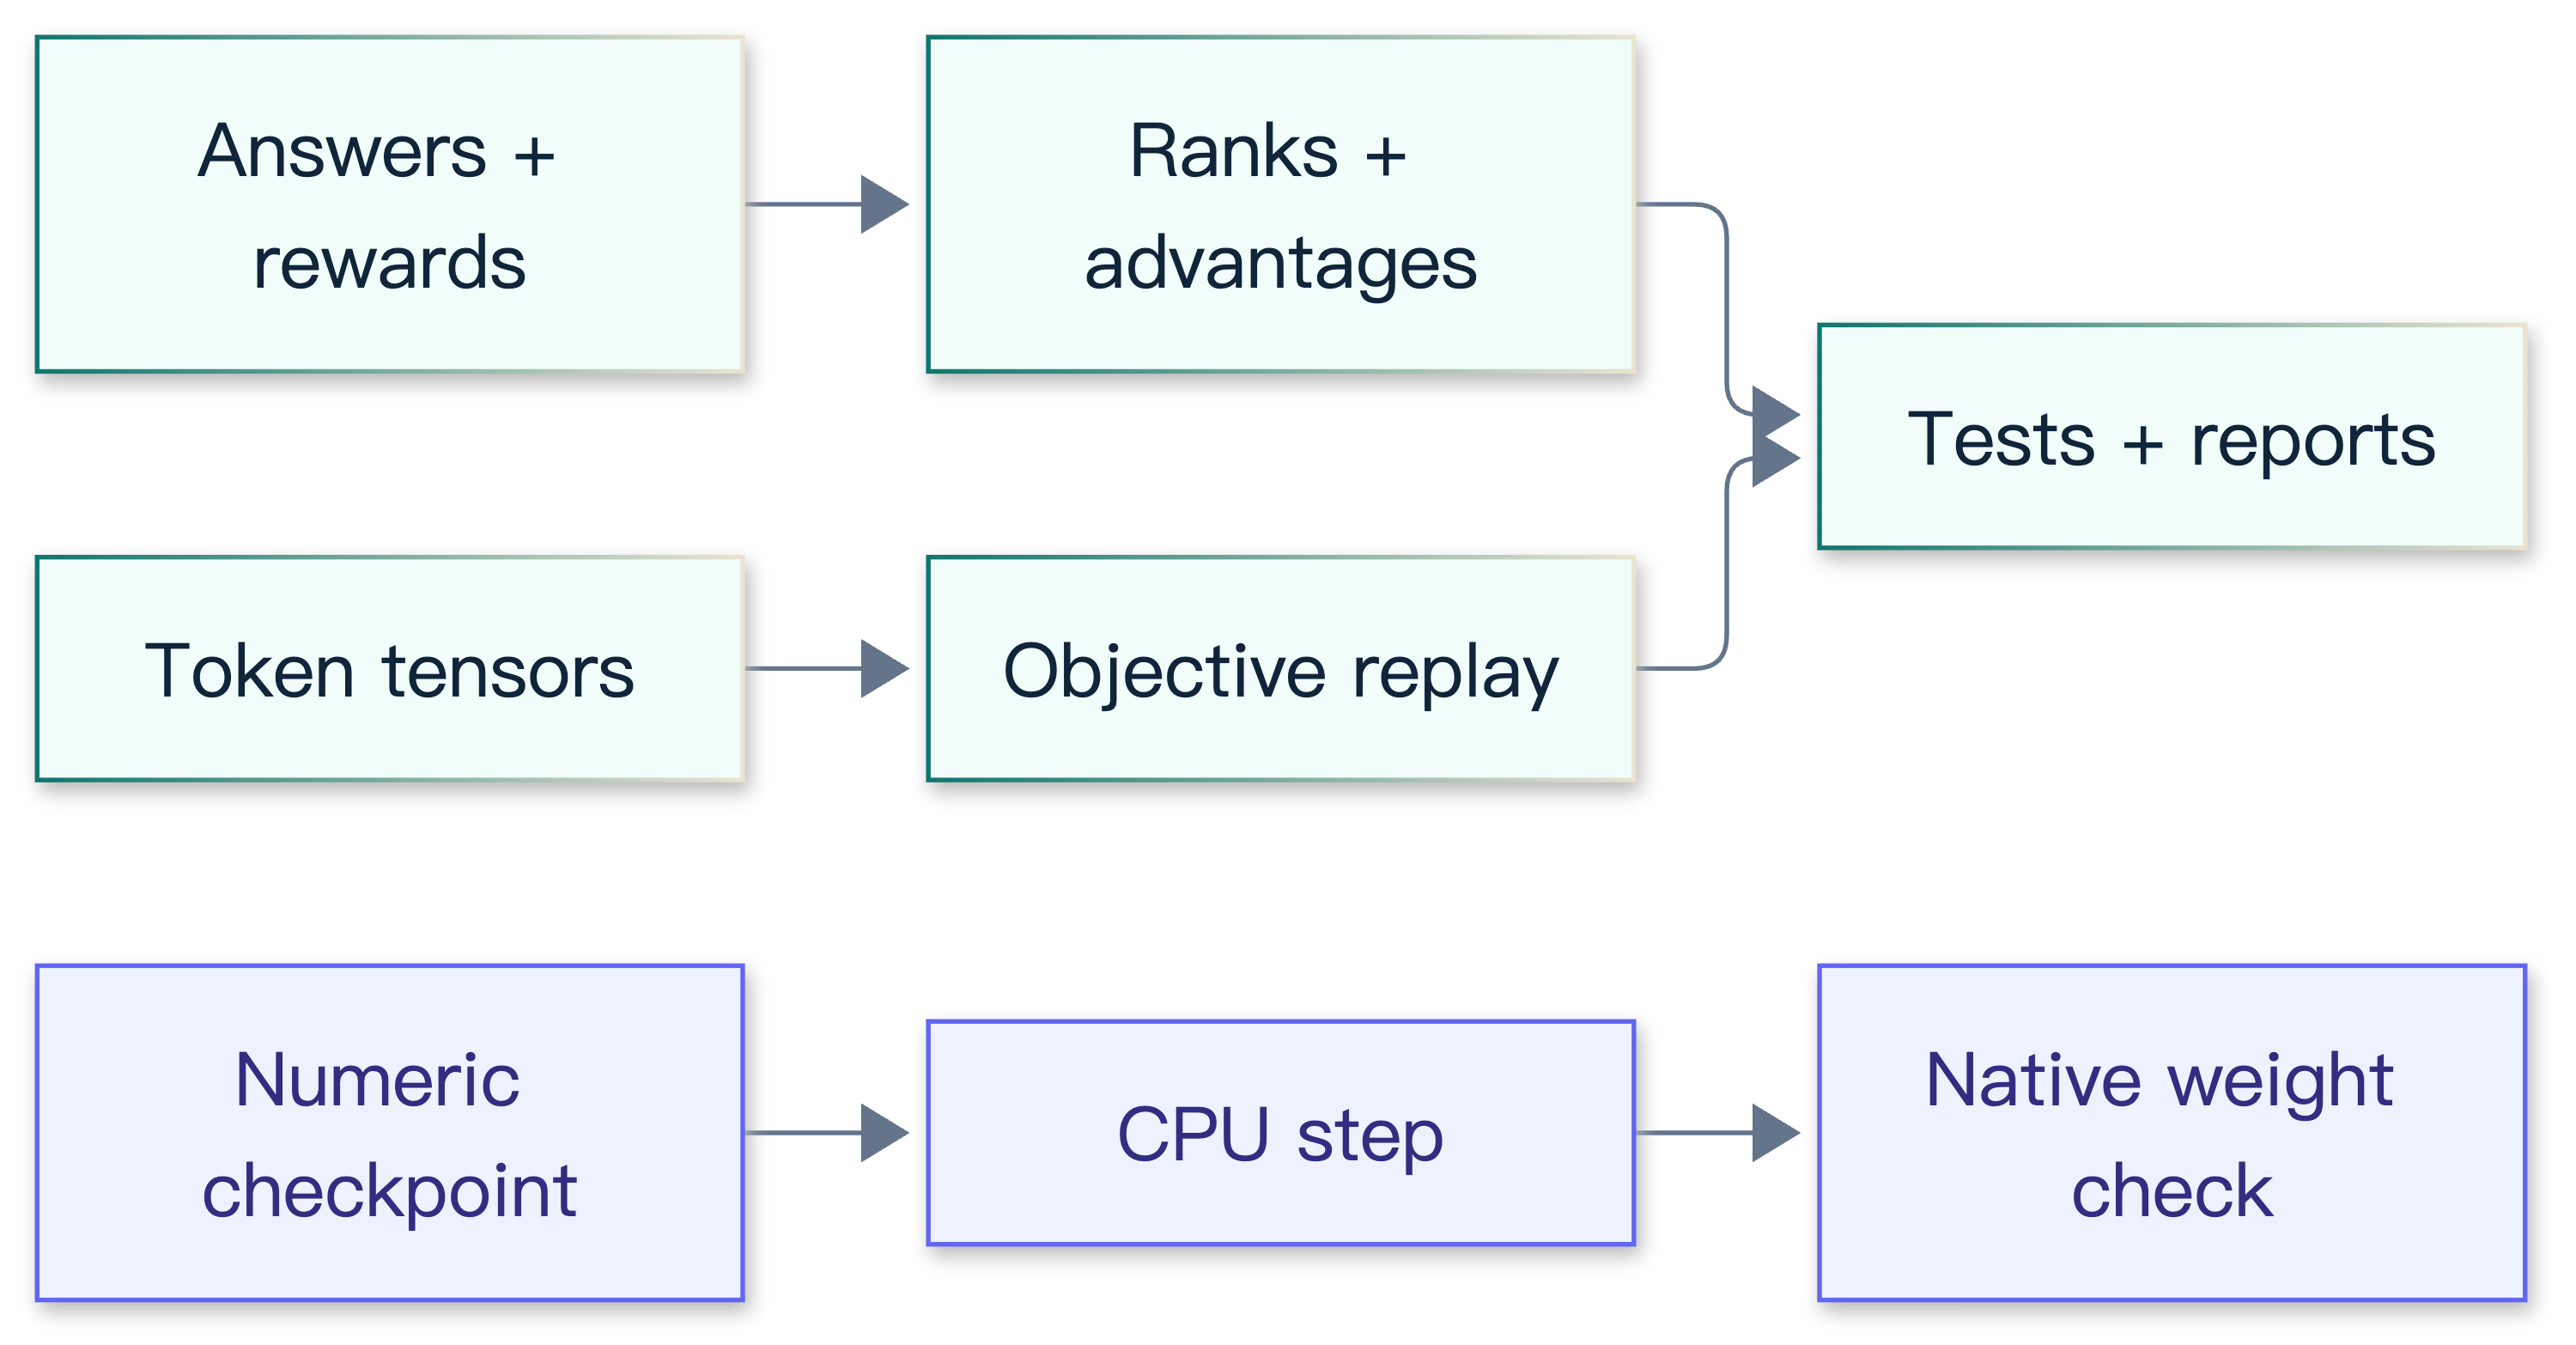 Answers +
rewards
Ranks +
advantages
Tests + reports
Token tensors
Objective replay
Numeric
checkpoint
CPU step
Native weight
check